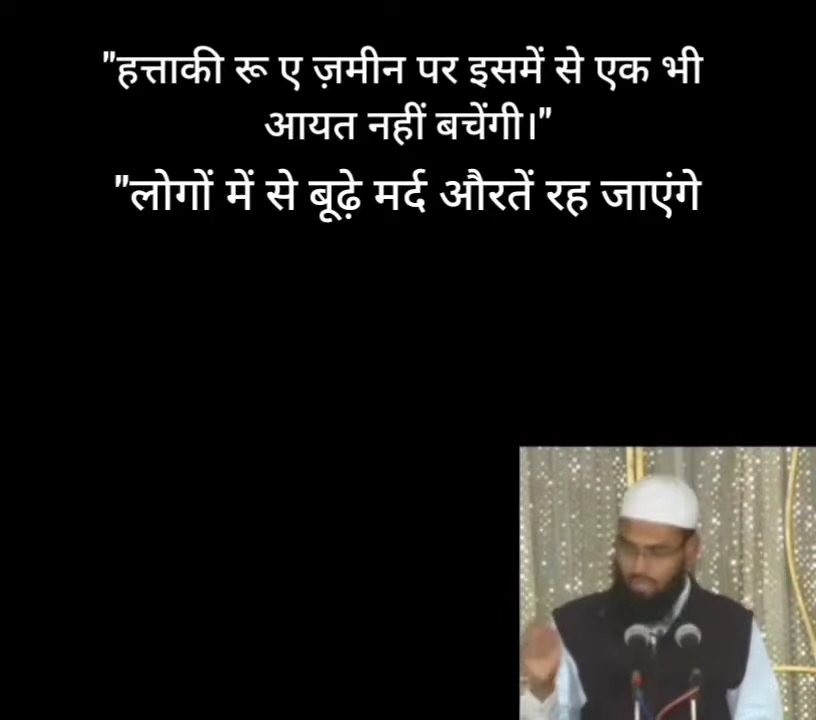 "हत्ताकी रू ए ज़मीन पर इसमें से एक भी
आयत नहीं बचेंगी।"
"लोगों में से बूढ़े मर्द औरतें रह जाएंगे